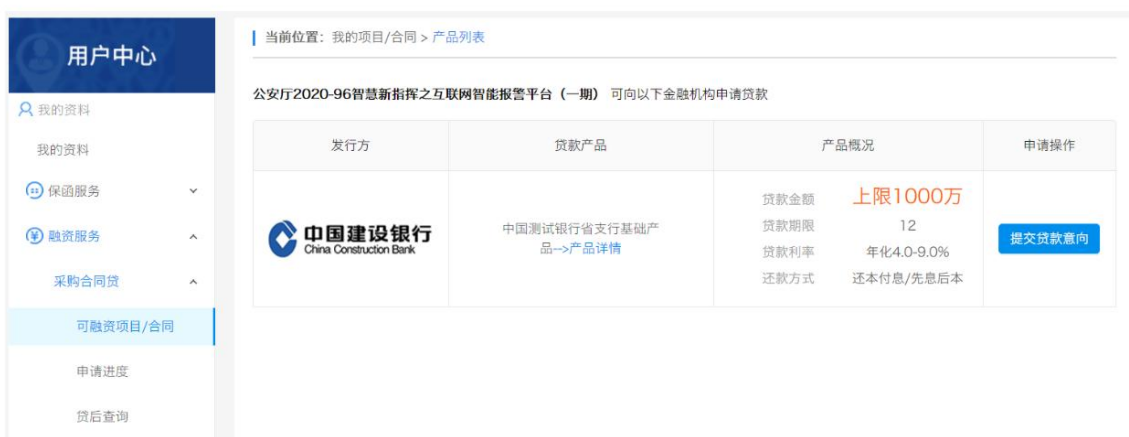 用户中心
我的资料
我的资料
保函服务
融资服务
采购合同贷
可融资项目/合同
申请进度
贷后查询
当前位置：我的项目/合同 > 产品列表
公安厅2020-96智慧新指挥之互联网智能报警平台（一期） 可向以下金融机构申请贷款
发行方 贷款产品 产品概况 申请操作
中国建设银行
China Construction Bank
中国测试银行省支行基础产
品-->产品详情
贷款金额 上限1000万
贷款期限 12
贷款利率 年化4.0-9.0%
还款方式 还本付息/先息后本
提交贷款意向